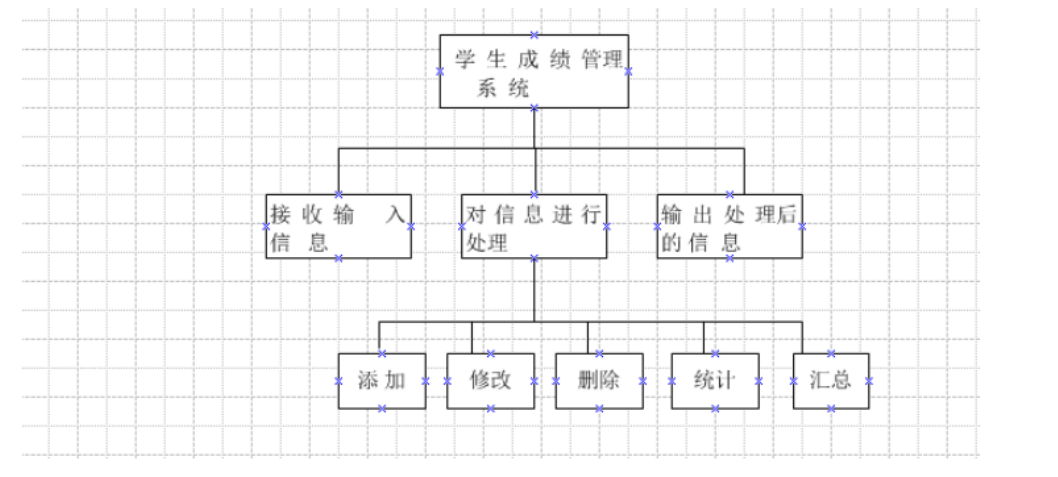 学生成绩管理
系统
接收输入
信息
对信息进行
处理
输出处理后
的信息
添加
修改
删除
统计
汇总